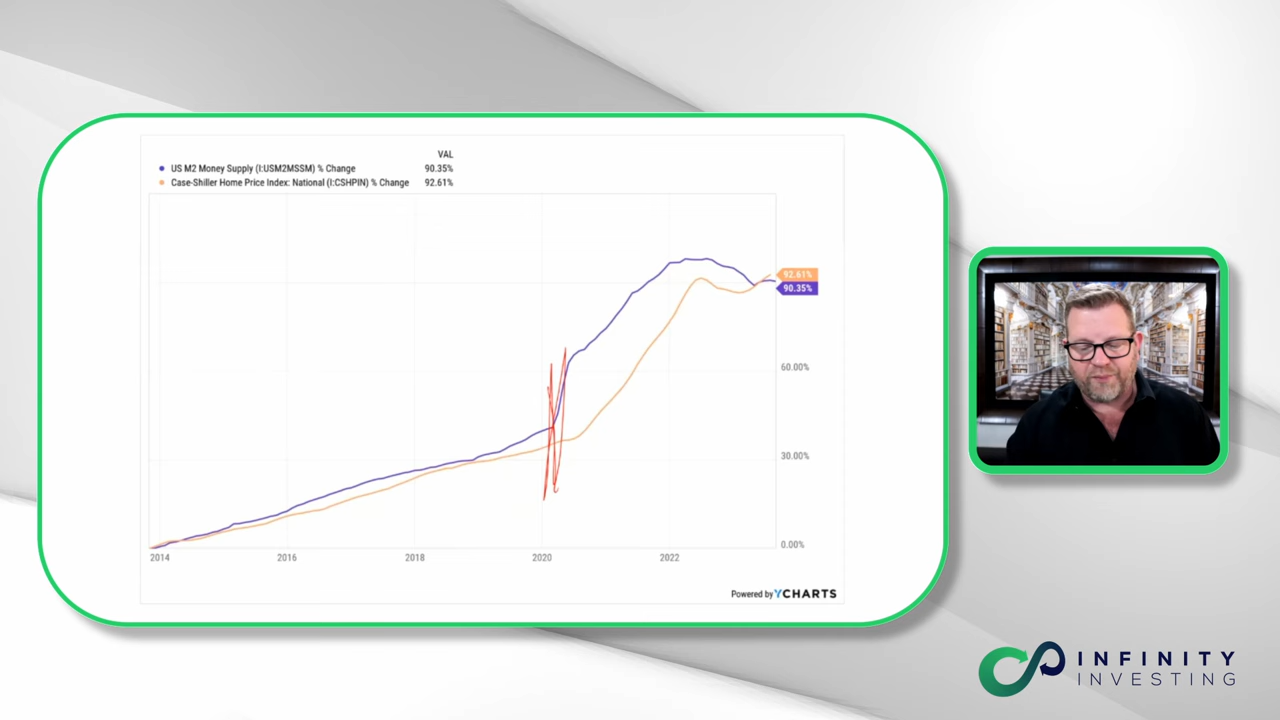 VAL
US M2 Money Supply (I:USM2MSSM) % Change 90.35%
Case-Shiller Home Price Index: National (I:CSHPIN) % Change 92.61%
92.61%
90.35%
60.00%
30.00%
0.00%
2014 2016 2018 2020 2022
Powered by YCHARTS
INFINITY
INVESTING